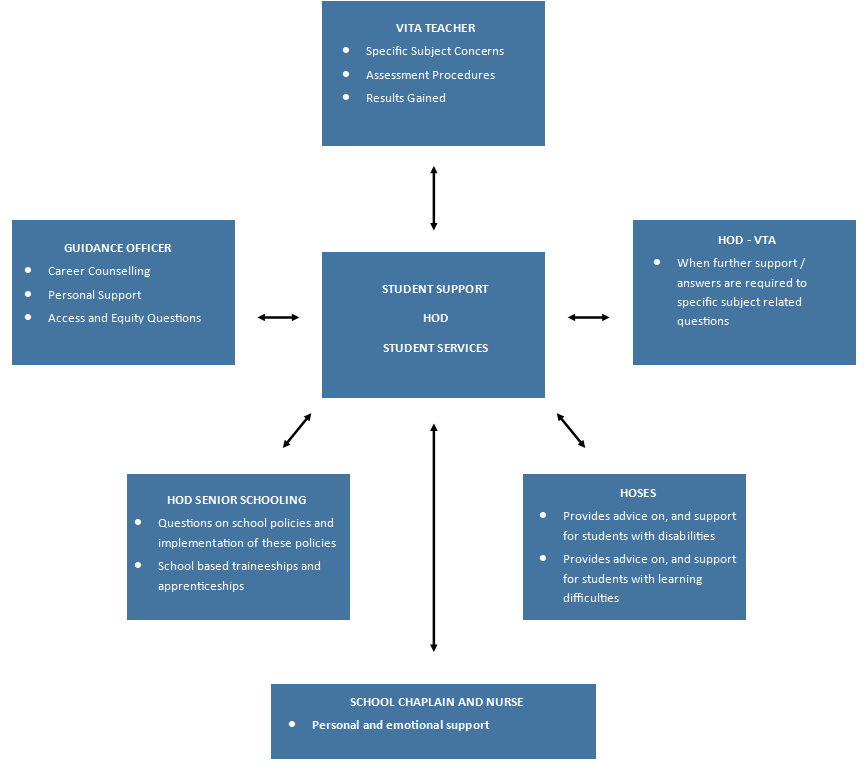 VITA TEACHER
● Specific Subject Concerns
● Assessment Procedures
● Results Gained
GUIDANCE OFFICER
● Career Counselling
● Personal Support
● Access and Equity Questions
STUDENT SUPPORT
HOD
STUDENT SERVICES
HOD - VTA
● When further support /
answers are required to
specific subject related
questions
HOD SENIOR SCHOOLING
● Questions on school policies and
implementation of these policies
● School based traineeships and
apprenticeships
HOSES
● Provides advice on, and support
for students with disabilities
● Provides advice on, and support
for students with learning
difficulties
SCHOOL CHAPLAIN AND NURSE
● Personal and emotional support